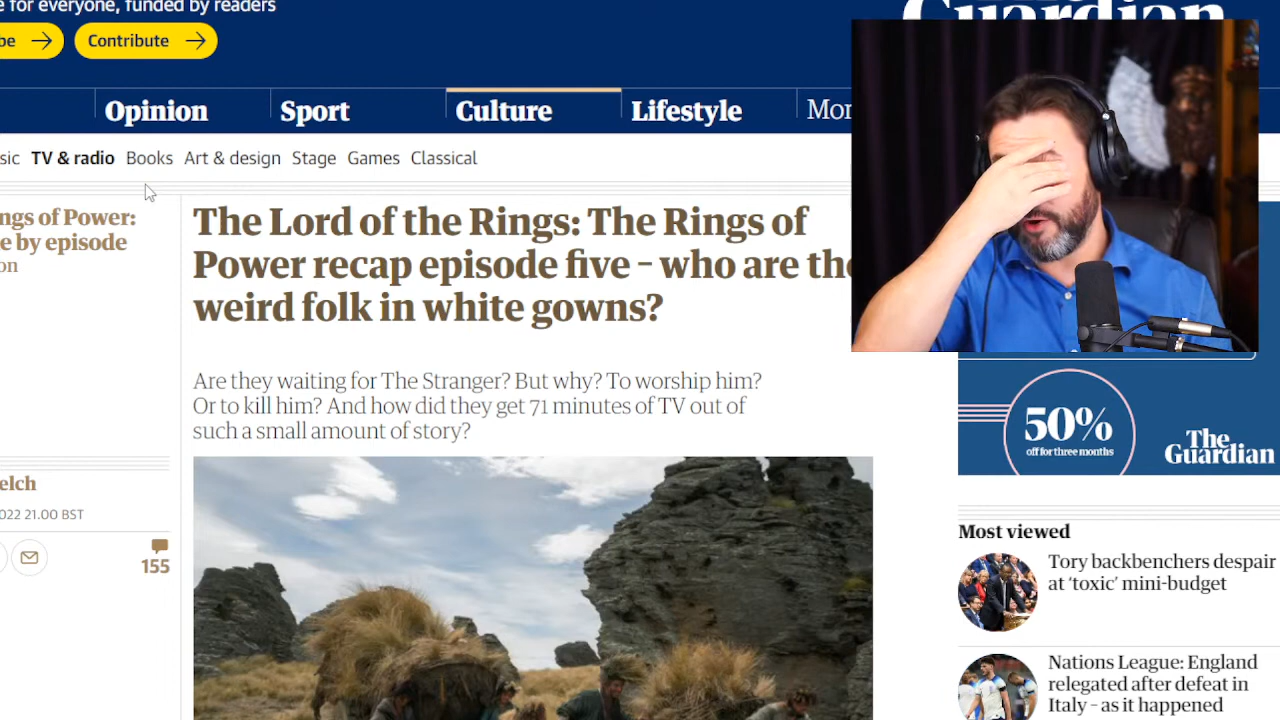 e for everyone, funded by readers
be → Contribute →
Guardian
Opinion Sport Culture Lifestyle Mor
sic TV & radio Books Art & design Stage Games Classical
ngs of Power:
e by episode
on
The Lord of the Rings: The Rings of
Power recap episode five – who are the
weird folk in white gowns?
Are they waiting for The Stranger? But why? To worship him?
Or to kill him? And how did they get 71 minutes of TV out of
such a small amount of story?
elch
022 21.00 BST
155
50%
off for three months
The
Guardian
Most viewed
Tory backbenchers despair
at ‘toxic’ mini-budget
Nations League: England
relegated after defeat in
Italy – as it happened